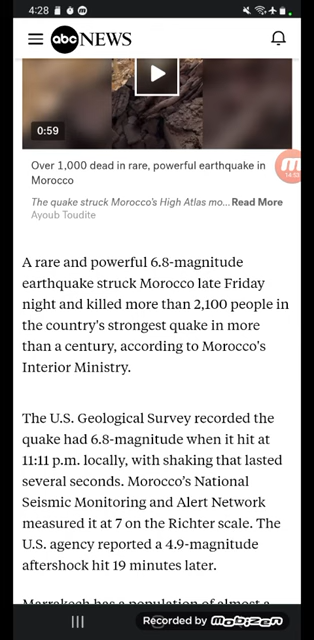 4:28
abc NEWS
0:59
Over 1,000 dead in rare, powerful earthquake in
Morocco
The quake struck Morocco's High Atlas mo...Read More
Ayoub Toudite
A rare and powerful 6.8-magnitude
earthquake struck Morocco late Friday
night and killed more than 2,100 people in
the country's strongest quake in more
than a century, according to Morocco's
Interior Ministry.
The U.S. Geological Survey recorded the
quake had 6.8-magnitude when it hit at
11:11 p.m. locally, with shaking that lasted
several seconds. Morocco's National
Seismic Monitoring and Alert Network
measured it at 7 on the Richter scale. The
U.S. agency reported a 4.9-magnitude
aftershock hit 19 minutes later.
Marrakech has a population of almost a
Recorded by mobizen